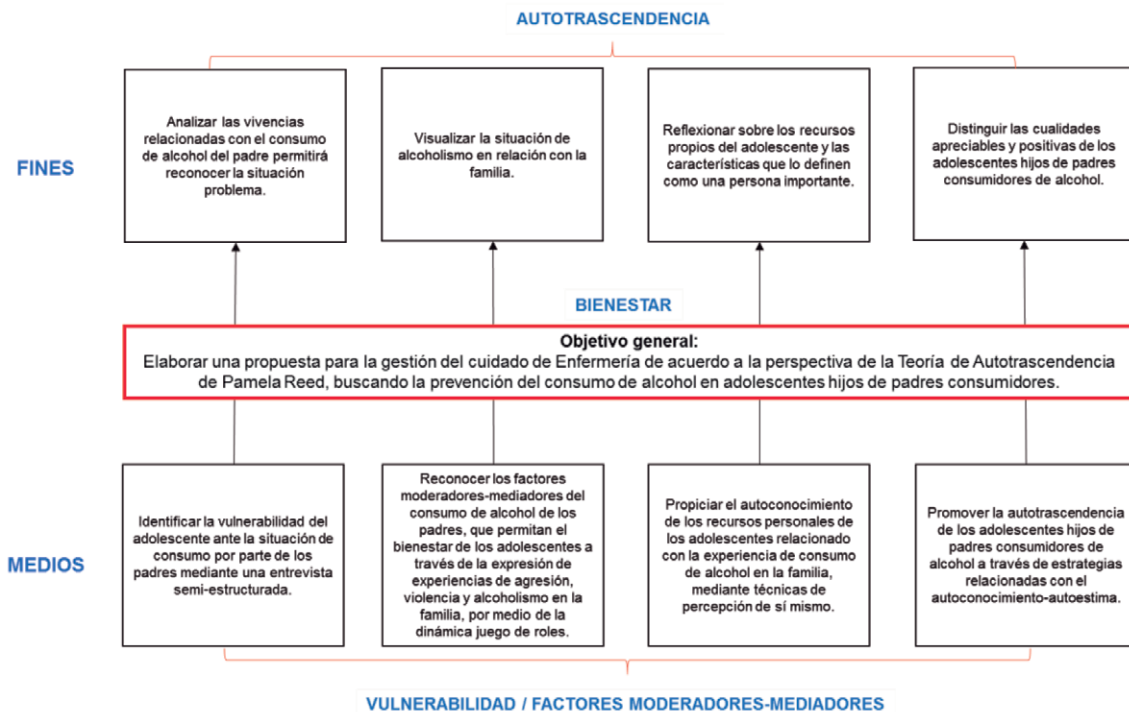 AUTOTRASCENDENCIA
FINES
Analizar las vivencias
relacionadas con el consumo
de alcohol del padre permitirá
reconocer la situación
problema.
Visualizar la situación de
alcoholismo en relación con la
familia.
Reflexionar sobre los recursos
propios del adolescente y las
características que lo definen
como una persona importante.
Distinguir las cualidades
apreciables y positivas de los
adolescentes hijos de padres
consumidores de alcohol.
BIENESTAR
Objetivo general:
Elaborar una propuesta para la gestión del cuidado de Enfermería de acuerdo a la perspectiva de la Teoría de Autotrascendencia
de Pamela Reed, buscando la prevención del consumo de alcohol en adolescentes hijos de padres consumidores.
MEDIOS
Identificar la vulnerabilidad del
adolescente ante la situación de
consumo por parte de los
padres mediante una entrevista
semi-estructurada.
Reconocer los factores
moderadores-mediadores del
consumo de alcohol de los
padres, que permitan el
bienestar de los adolescentes a
través de la expresión de
experiencias de agresión,
violencia y alcoholismo en la
familia, por medio de la
dinámica juego de roles.
Propiciar el autoconocimiento
de los recursos personales de
los adolescentes relacionado
con la experiencia de consumo
de alcohol en la familia,
mediante técnicas de
percepción de sí mismo.
Promover la autotrascendencia
de los adolescentes hijos de
padres consumidores de
alcohol a través de estrategias
relacionadas con el
autoconocimiento-autoestima.
VULNERABILIDAD / FACTORES MODERADORES-MEDIADORES